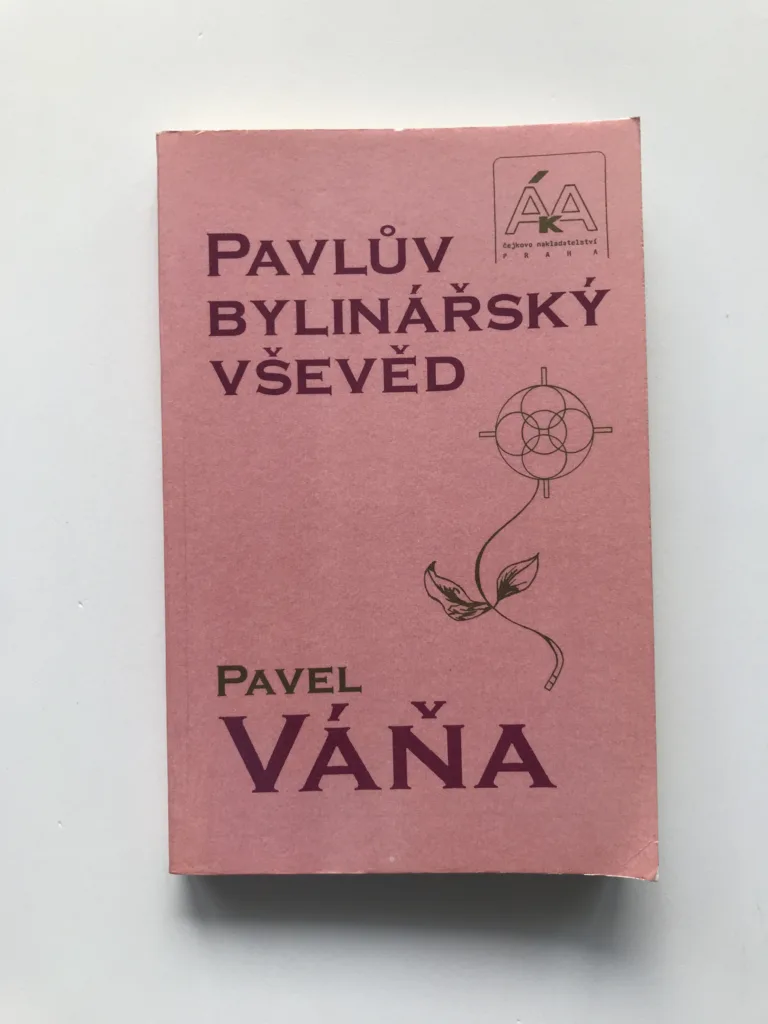 ÁKA
čejkovo nakladatelství
PRAHA
PAVLŮV
BYLINÁŘSKÝ
VŠEVĚD
PAVEL
VÁŇA